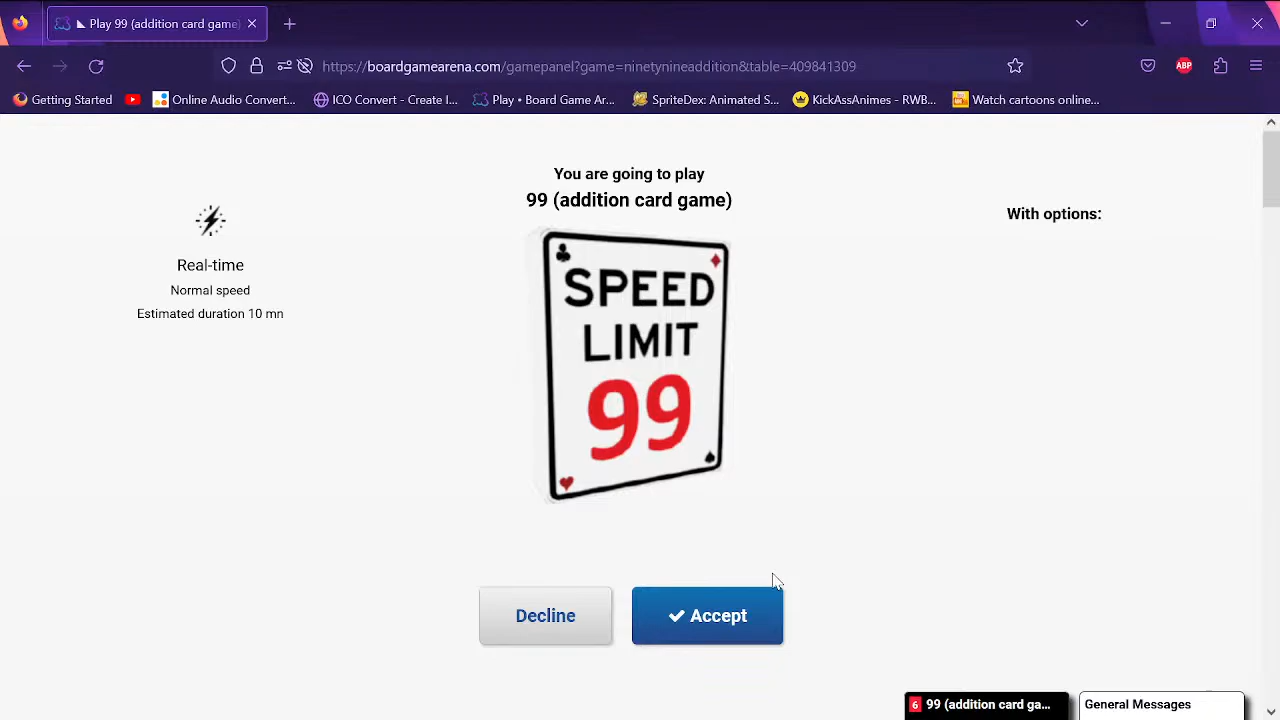 Play 99 (addition card game)
https://boardgamearena.com/gamepanel?game=ninetynineaddition&table=409841309
ABP
Getting Started
Online Audio Convert...
ICO Convert - Create I...
Play • Board Game Ar...
SpriteDex: Animated S...
KickAssAnimes - RWB...
Watch cartoons online...
You are going to play
99 (addition card game)
With options:
Real-time
Normal speed
Estimated duration 10 mn
SPEED
LIMIT
99
Decline
Accept
6 99 (addition card ga...
General Messages